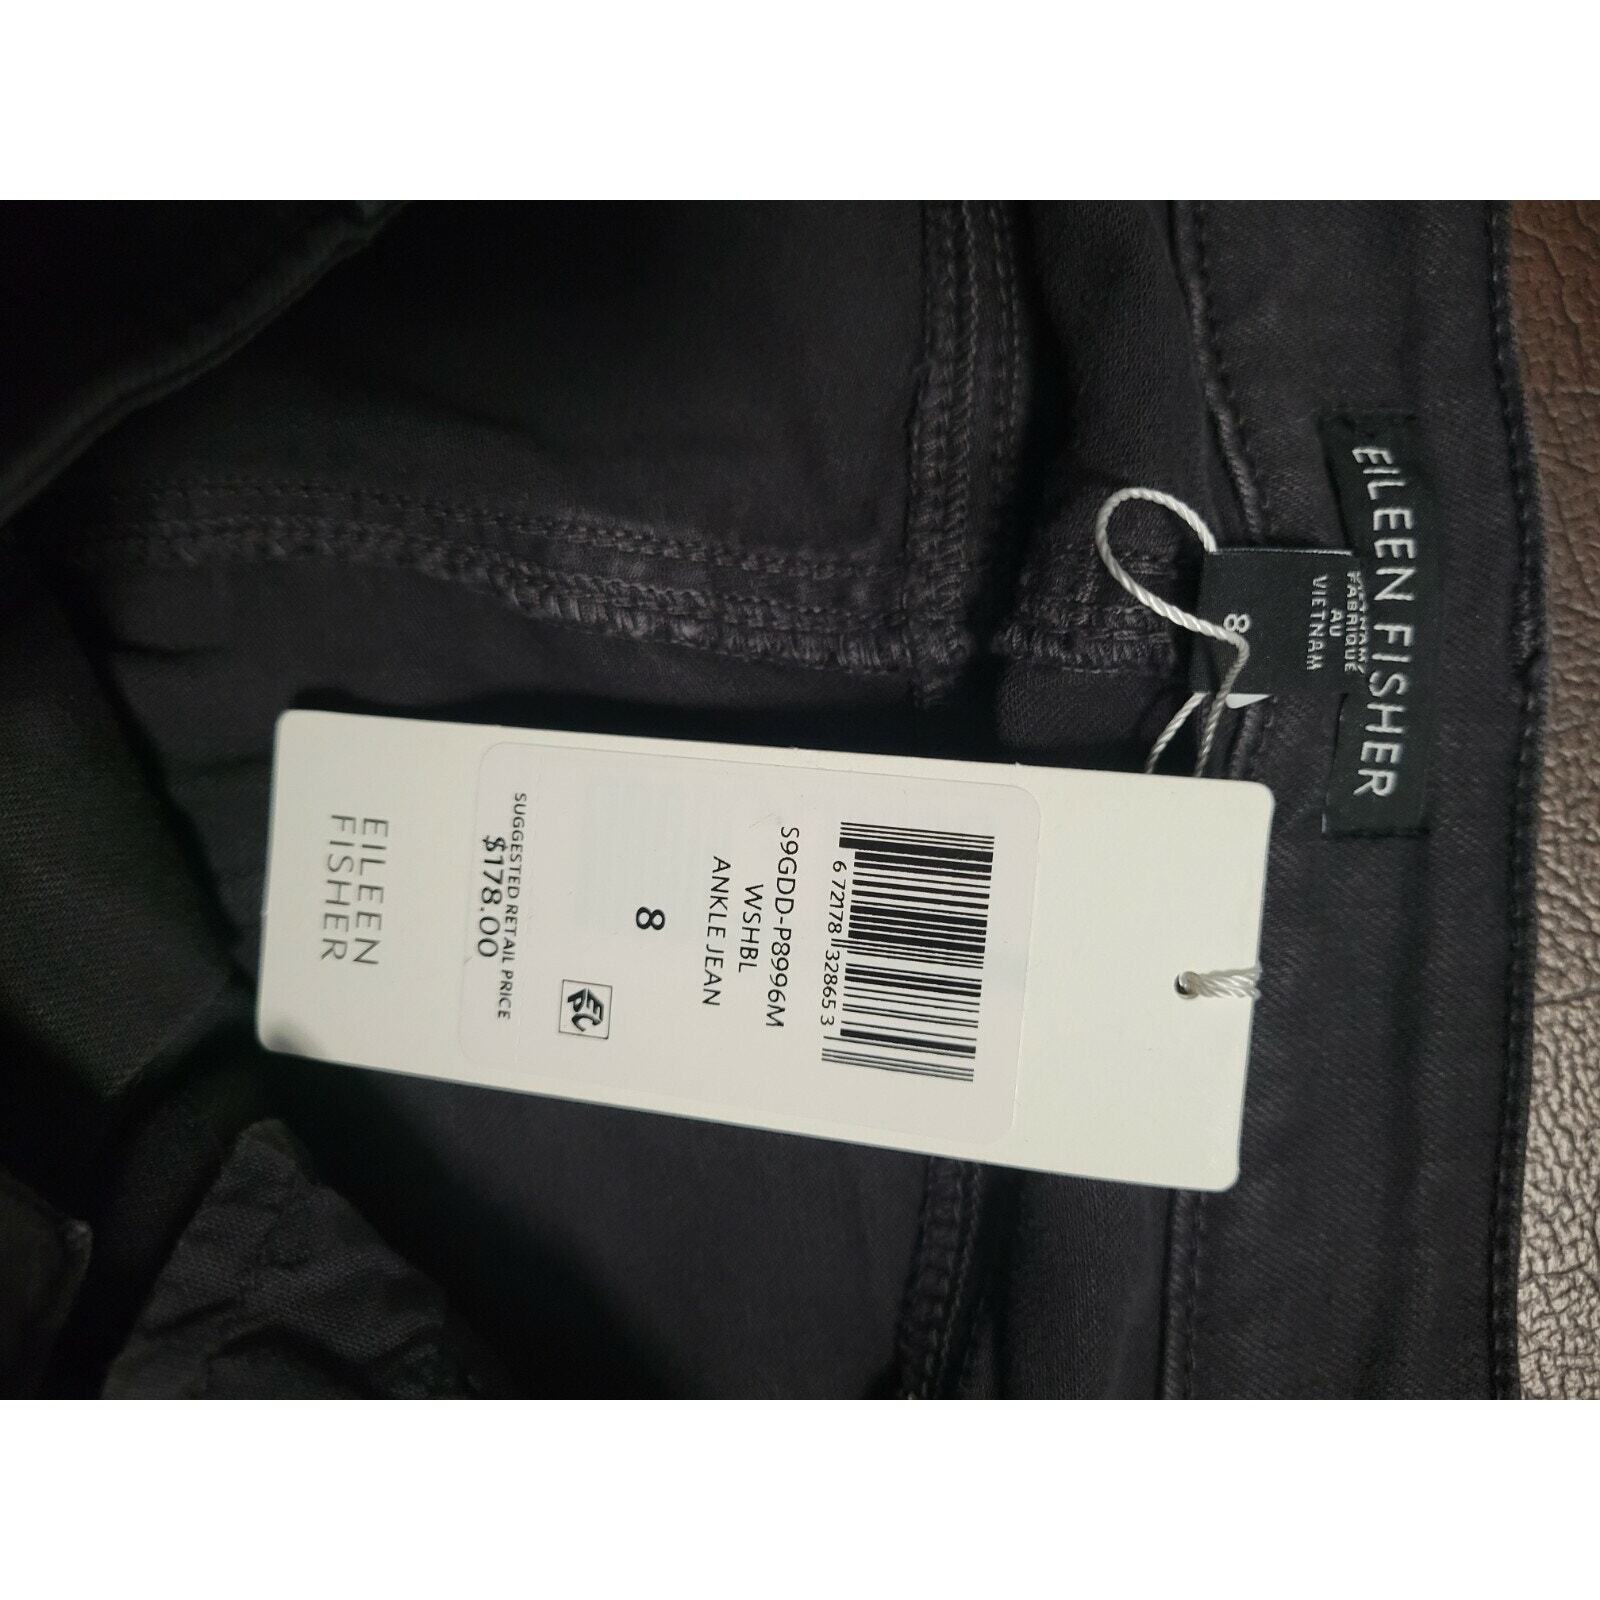 EILEEN FISHER
FABRIQUÉ
AU
VIETNAM
8
6 72178 32865 3
S9GDD-P8996M
WSHBL
ANKLE JEAN
8
SUGGESTED RETAIL PRICE
$178.00
EILEEN
FISHER